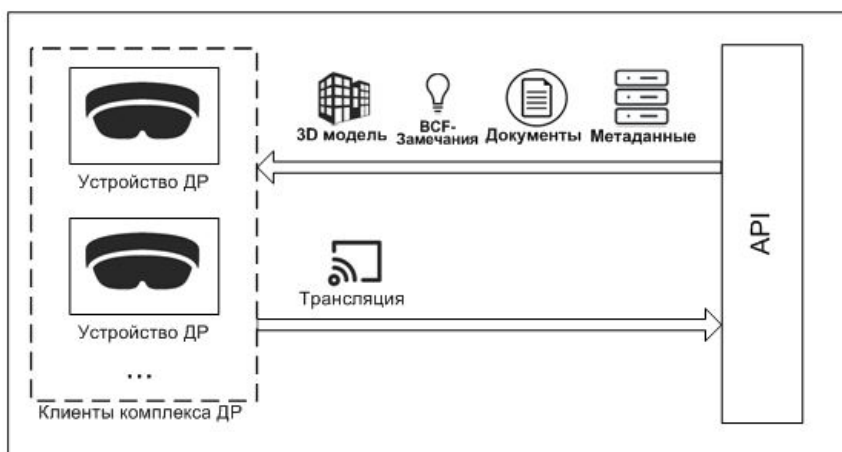 3D модель
BCF-
Замечания
Документы
Метаданные
Устройство ДР
Устройство ДР
...
Клиенты комплекса ДР
Трансляция
API